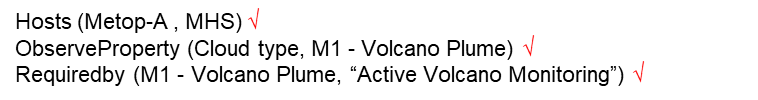 Hosts (Metop-A , MHS) √
ObserveProperty (Cloud type, M1 - Volcano Plume) √
Requiredby (M1 - Volcano Plume, “Active Volcano Monitoring”) √